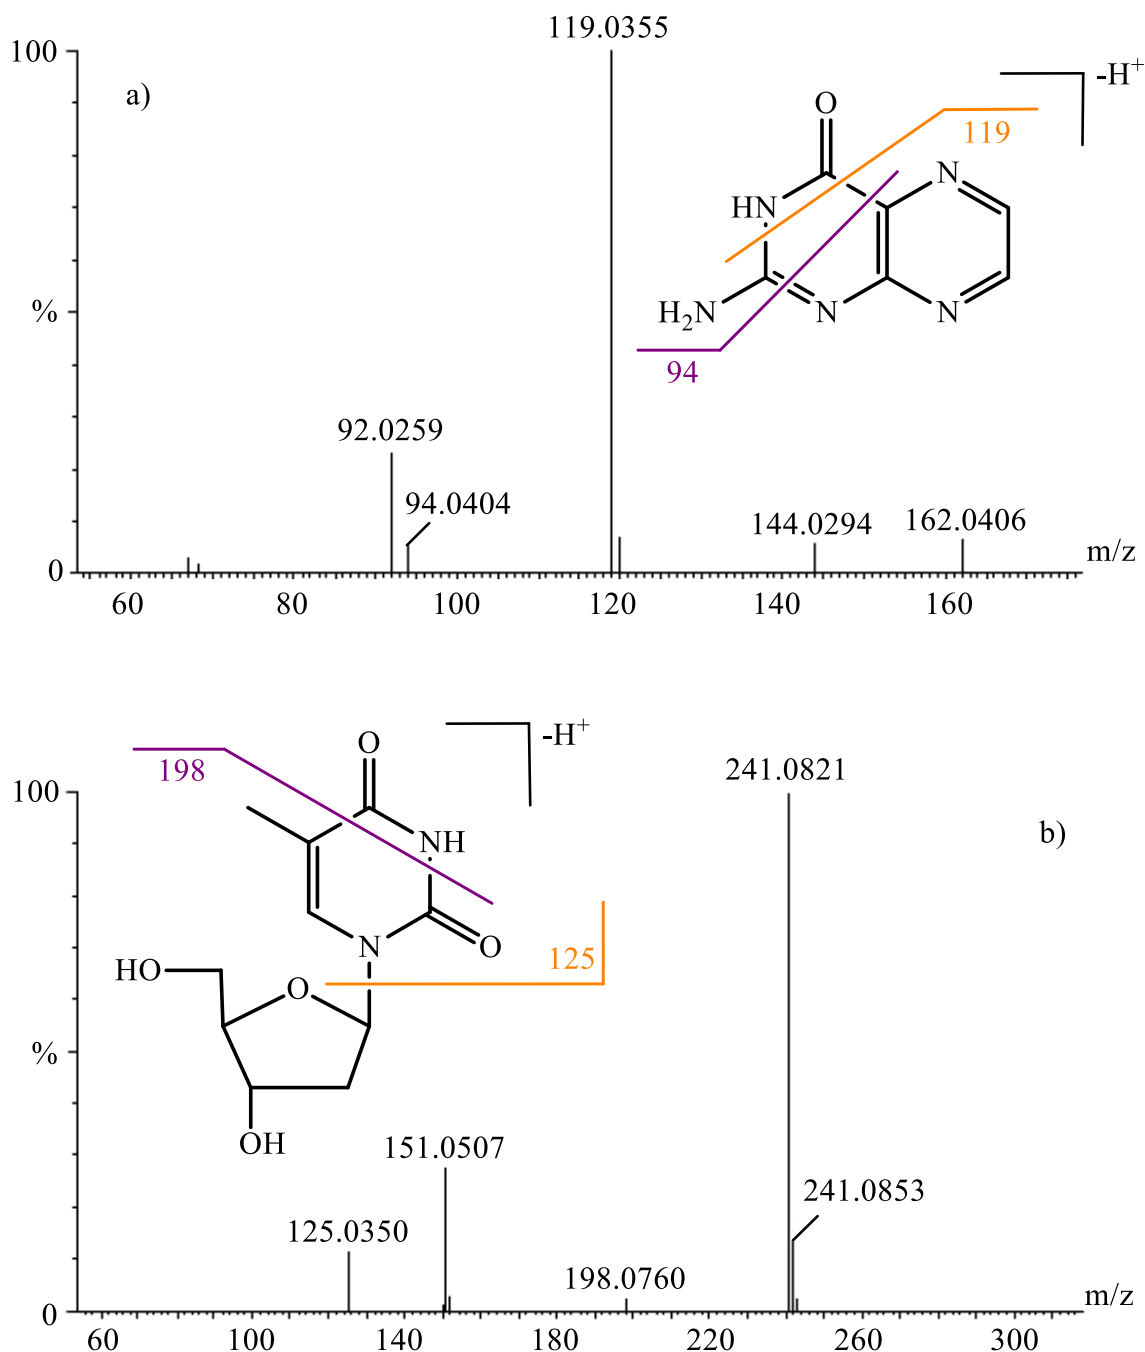 119.0355
100
a)
-H⁺
O
119
N
HN
%
H₂N
N
N
94
92.0259
94.0404
144.0294
162.0406
m/z
0
60
80
100
120
140
160
-H⁺
O
198
241.0821
100
b)
NH
N
O
125
HO
O
%
OH
151.0507
241.0853
125.0350
198.0760
m/z
0
60
100
140
180
220
260
300